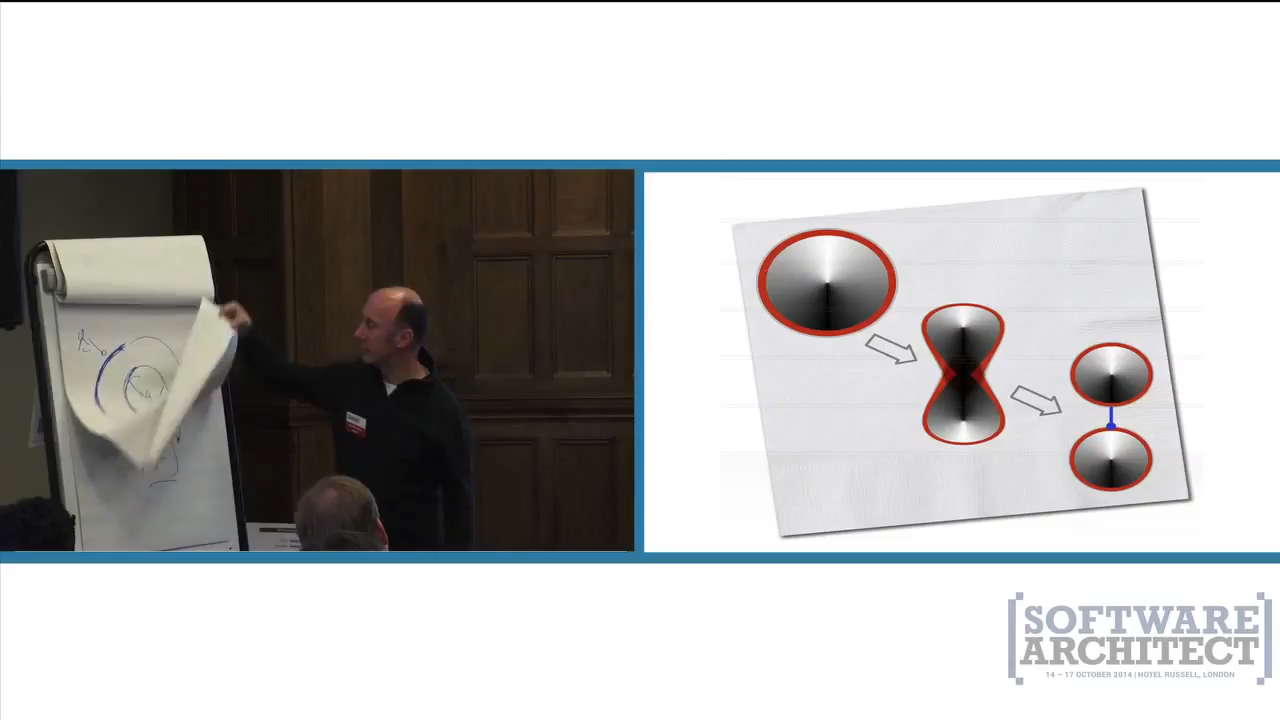 SOFTWARE
ARCHITECT
14 – 17 OCTOBER 2014 | HOTEL RUSSELL, LONDON